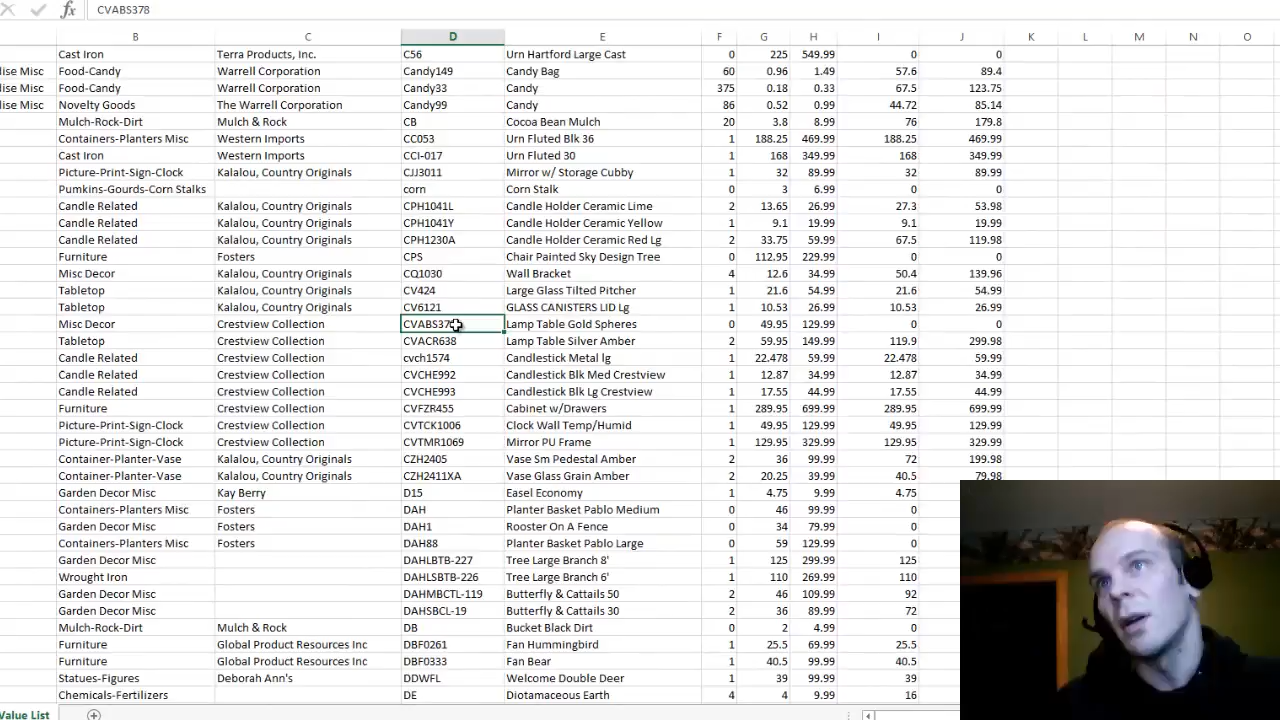 fx CVABS378
B C D E F G H I J K L M N O
Cast Iron Terra Products, Inc. C56 Urn Hartford Large Cast 0 225 549.99 0 0
lise Misc Food-Candy Warrell Corporation Candy149 Candy Bag 60 0.96 1.49 57.6 89.4
lise Misc Food-Candy Warrell Corporation Candy33 Candy 375 0.18 0.33 67.5 123.75
lise Misc Novelty Goods The Warrell Corporation Candy99 Candy 86 0.52 0.99 44.72 85.14
Mulch-Rock-Dirt Mulch & Rock CB Cocoa Bean Mulch 20 3.8 8.99 76 179.8
Containers-Planters Misc Western Imports CC053 Urn Fluted Blk 36 1 188.25 469.99 188.25 469.99
Cast Iron Western Imports CCI-017 Urn Fluted 30 1 168 349.99 168 349.99
Picture-Print-Sign-Clock Kalalou, Country Originals CJJ3011 Mirror w/ Storage Cubby 1 32 89.99 32 89.99
Pumkins-Gourds-Corn Stalks corn Corn Stalk 0 3 6.99 0 0
Candle Related Kalalou, Country Originals CPH1041L Candle Holder Ceramic Lime 2 13.65 26.99 27.3 53.98
Candle Related Kalalou, Country Originals CPH1041Y Candle Holder Ceramic Yellow 1 9.1 19.99 9.1 19.99
Candle Related Kalalou, Country Originals CPH1230A Candle Holder Ceramic Red Lg 2 33.75 59.99 67.5 119.98
Furniture Fosters CPS Chair Painted Sky Design Tree 0 112.95 229.99 0 0
Misc Decor Kalalou, Country Originals CQ1030 Wall Bracket 4 12.6 34.99 50.4 139.96
Tabletop Kalalou, Country Originals CV424 Large Glass Tilted Pitcher 1 21.6 54.99 21.6 54.99
Tabletop Kalalou, Country Originals CV6121 GLASS CANISTERS LID Lg 1 10.53 26.99 10.53 26.99
Misc Decor Crestview Collection CVABS378 Lamp Table Gold Spheres 0 49.95 129.99 0 0
Tabletop Crestview Collection CVACR638 Lamp Table Silver Amber 2 59.95 149.99 119.9 299.98
Candle Related Crestview Collection cvch1574 Candlestick Metal lg 1 22.478 59.99 22.478 59.99
Candle Related Crestview Collection CVCHE992 Candlestick Blk Med Crestview 1 12.87 34.99 12.87 34.99
Candle Related Crestview Collection CVCHE993 Candlestick Blk Lg Crestview 1 17.55 44.99 17.55 44.99
Furniture Crestview Collection CVFZR455 Cabinet w/Drawers 1 289.95 699.99 289.95 699.99
Picture-Print-Sign-Clock Crestview Collection CVTCK1006 Clock Wall Temp/Humid 1 49.95 129.99 49.95 129.99
Picture-Print-Sign-Clock Crestview Collection CVTMR1069 Mirror PU Frame 1 129.95 329.99 129.95 329.99
Container-Planter-Vase Kalalou, Country Originals CZH2405 Vase Sm Pedestal Amber 2 36 99.99 72 199.98
Container-Planter-Vase Kalalou, Country Originals CZH2411XA Vase Glass Grain Amber 2 20.25 39.99 40.5 79.98
Garden Decor Misc Kay Berry D15 Easel Economy 1 4.75 9.99 4.75
Containers-Planters Misc Fosters DAH Planter Basket Pablo Medium 0 46 99.99 0
Garden Decor Misc Fosters DAH1 Rooster On A Fence 0 34 79.99 0
Containers-Planters Misc Fosters DAH88 Planter Basket Pablo Large 0 59 129.99 0
Garden Decor Misc DAHLBTB-227 Tree Large Branch 8' 1 125 299.99 125
Wrought Iron DAHLSBTB-226 Tree Large Branch 6' 1 110 269.99 110
Garden Decor Misc DAHMBCTL-119 Butterfly & Cattails 50 2 46 109.99 92
Garden Decor Misc DAHSBCL-19 Butterfly & Cattails 30 2 36 89.99 72
Mulch-Rock-Dirt Mulch & Rock DB Bucket Black Dirt 0 2 4.99 0
Furniture Global Product Resources Inc DBF0261 Fan Hummingbird 1 25.5 69.99 25.5
Furniture Global Product Resources Inc DBF0333 Fan Bear 1 40.5 99.99 40.5
Statues-Figures Deborah Ann's DDWFL Welcome Double Deer 1 39 99.99 39
Chemicals-Fertilizers DE Diotamaceous Earth 4 4 9.99 16
Value List